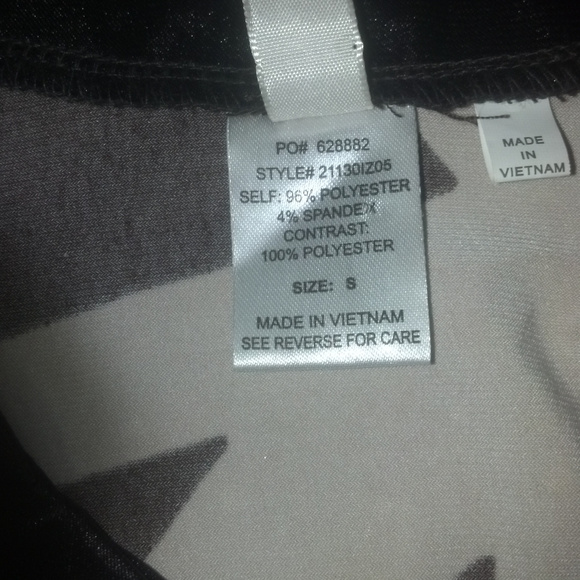 PO# 628882
STYLE# 21130IZ05
SELF: 96% POLYESTER
4% SPANDEX
CONTRAST:
100% POLYESTER
SIZE: S
MADE IN VIETNAM
SEE REVERSE FOR CARE
MADE
IN
VIETNAM